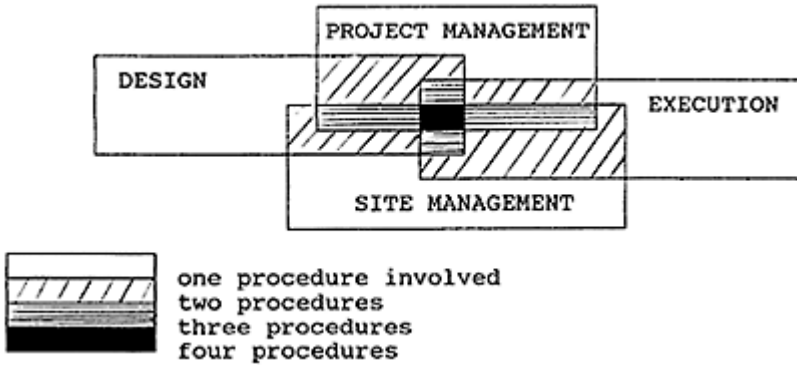 PROJECT MANAGEMENT
DESIGN
EXECUTION
SITE MANAGEMENT
one procedure involved
two procedures
three procedures
four procedures